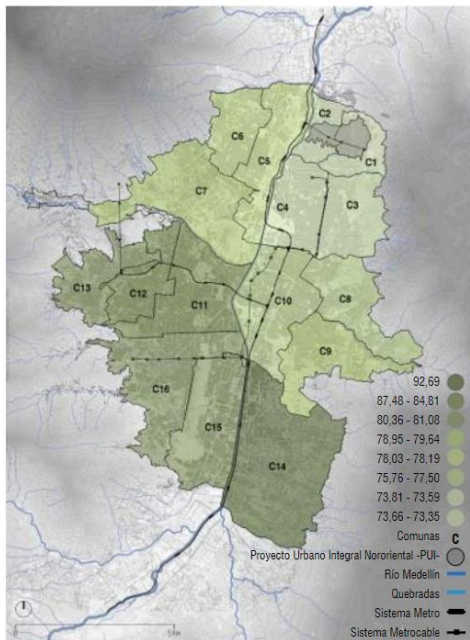 C2
C6
C5
C1
C7
C4
C3
C13
C12
C11
C10
C8
C9
C16
C15
C14
92,69
87,48 - 84,81
80,36 - 81,08
78,95 - 79,64
78,03 - 78,19
75,76 - 77,50
73,81 - 73,59
73,66 - 73,35
Comunas C
Proyecto Urbano Integral Nororiental -PUI-
Río Medellín
Quebradas
Sistema Metro
Sistema Metrocable